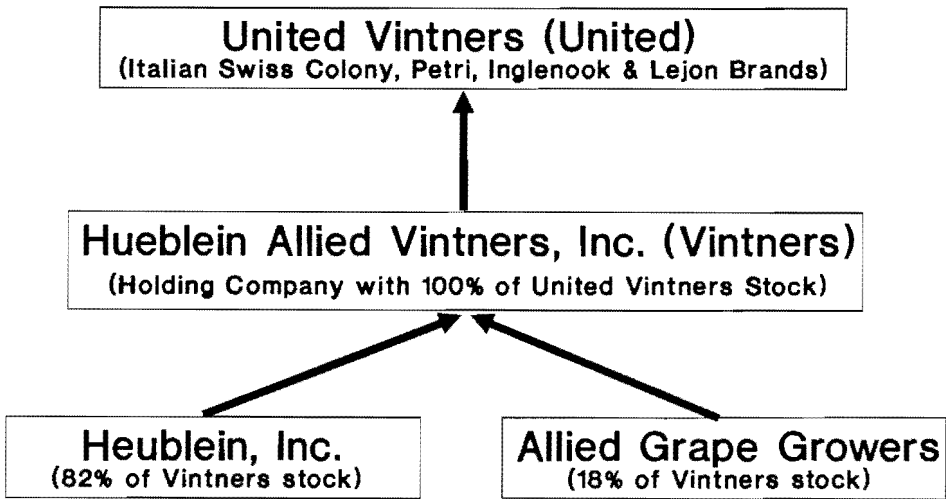 United Vintners (United)
(Italian Swiss Colony, Petri, Inglenook & Lejon Brands)
Hueblein Allied Vintners, Inc. (Vintners)
(Holding Company with 100% of United Vintners Stock)
Heublein, Inc.
(82% of Vintners stock)
Allied Grape Growers
(18% of Vintners stock)